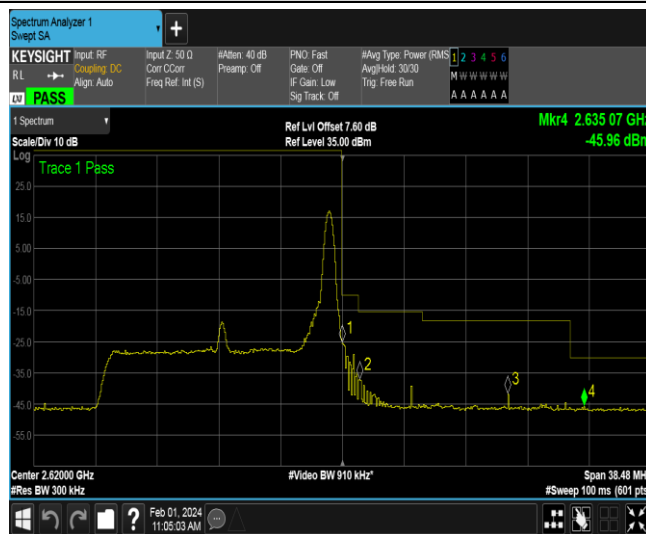 Spectrum Analyzer 1
Swept SA
+
KEYSIGHT Input: RF Input Z: 50 Ω #Atten: 40 dB PNO: Fast #Avg Type: Power (RMS 1 2 3 4 5 6
RL Coupling: DC Corr CCorr Preamp: Off Gate: Off Avg|Hold: 30/30 M W W W W W
Align: Auto Freq Ref: Int (S) IF Gain: Low Trig: Free Run
LXI PASS Sig Track: Off A A A A A A
1 Spectrum Ref Lvl Offset 7.60 dB Mkr4 2.635 07 GHz
Scale/Div 10 dB Ref Level 35.00 dBm -45.96 dBm
Log
Trace 1 Pass
25.0
15.0
5.00
-5.00
-15.0
1
-25.0
2
-35.0
3
4
-45.0
-55.0
Center 2.62000 GHz #Video BW 910 kHz* Span 38.48 MHz
#Res BW 300 kHz #Sweep 100 ms (601 pts
? Feb 01, 2024
11:05:03 AM